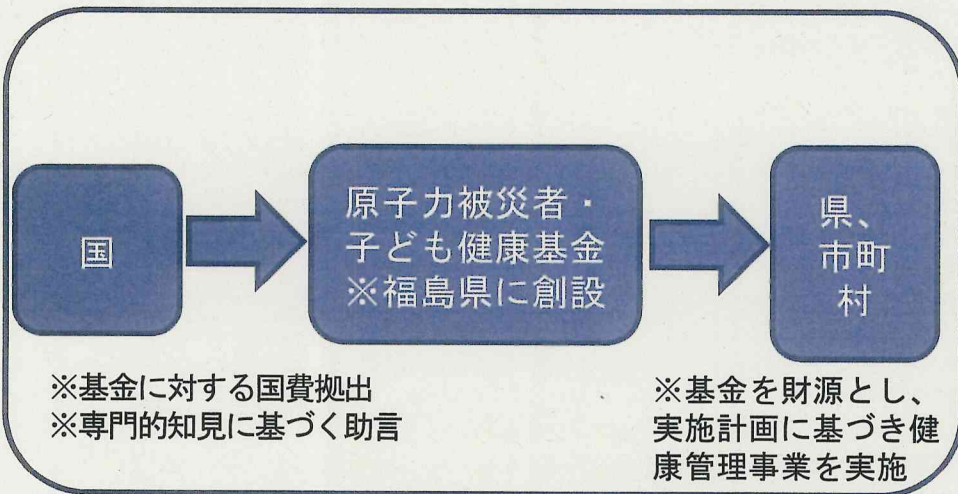 国
原子力被災者・
子ども健康基金
※福島県に創設
県、
市町
村
※基金に対する国費拠出
※専門的知見に基づく助言
※基金を財源とし、
実施計画に基づき健
康管理事業を実施